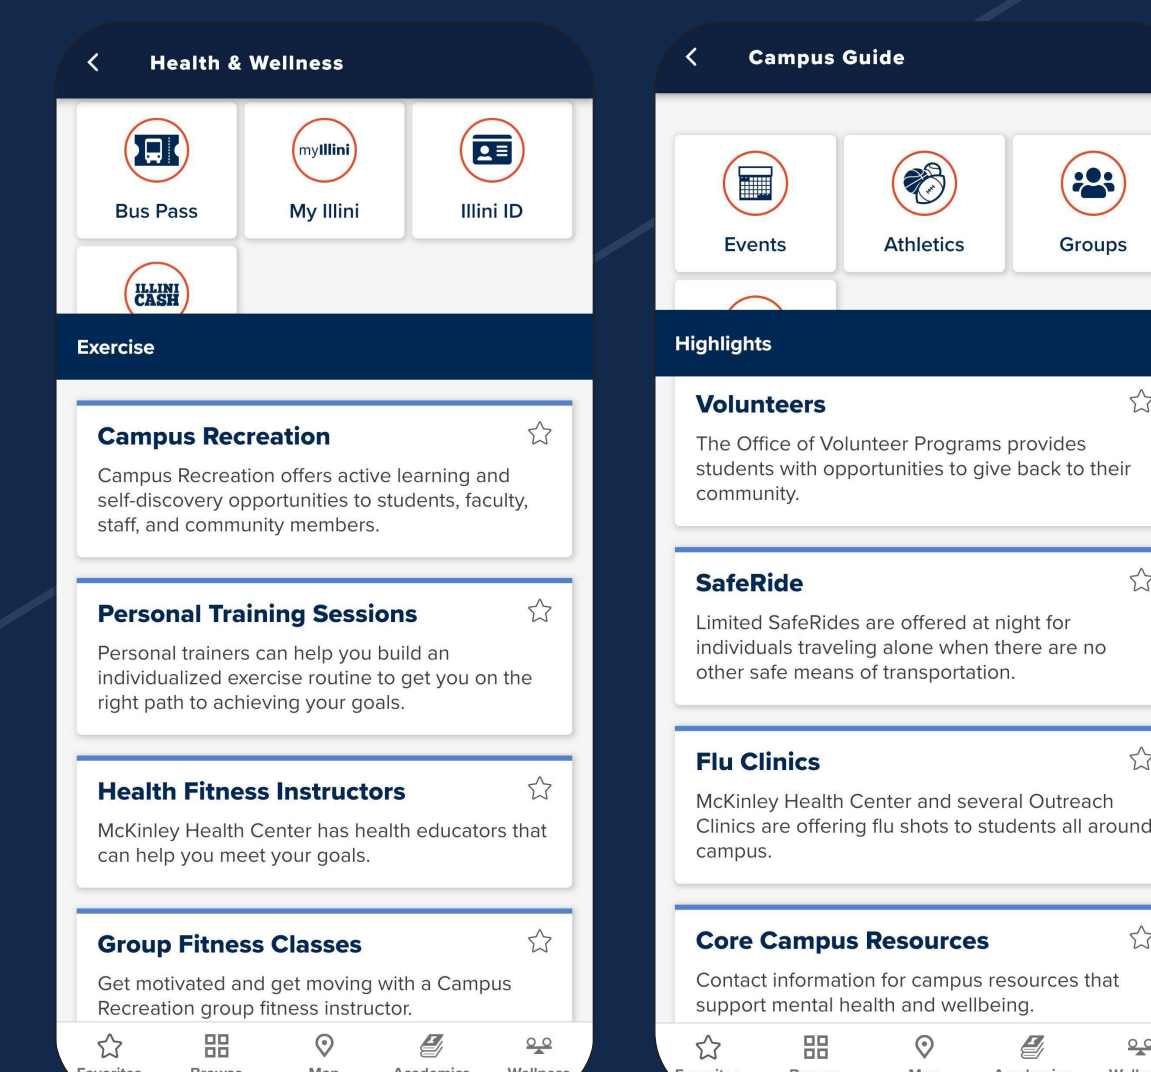 Health & Wellness
myIllini
Bus Pass
My Illini
Illini ID
ILLINI
CASH
Exercise
Campus Recreation
Campus Recreation offers active learning and
self-discovery opportunities to students, faculty,
staff, and community members.
Personal Training Sessions
Personal trainers can help you build an
individualized exercise routine to get you on the
right path to achieving your goals.
Health Fitness Instructors
McKinley Health Center has health educators that
can help you meet your goals.
Group Fitness Classes
Get motivated and get moving with a Campus
Recreation group fitness instructor.
Favorites
Browse
Map
Academics
Wellness
Campus Guide
Events
Athletics
Groups
Highlights
Volunteers
The Office of Volunteer Programs provides
students with opportunities to give back to their
community.
SafeRide
Limited SafeRides are offered at night for
individuals traveling alone when there are no
other safe means of transportation.
Flu Clinics
McKinley Health Center and several Outreach
Clinics are offering flu shots to students all around
campus.
Core Campus Resources
Contact information for campus resources that
support mental health and wellbeing.